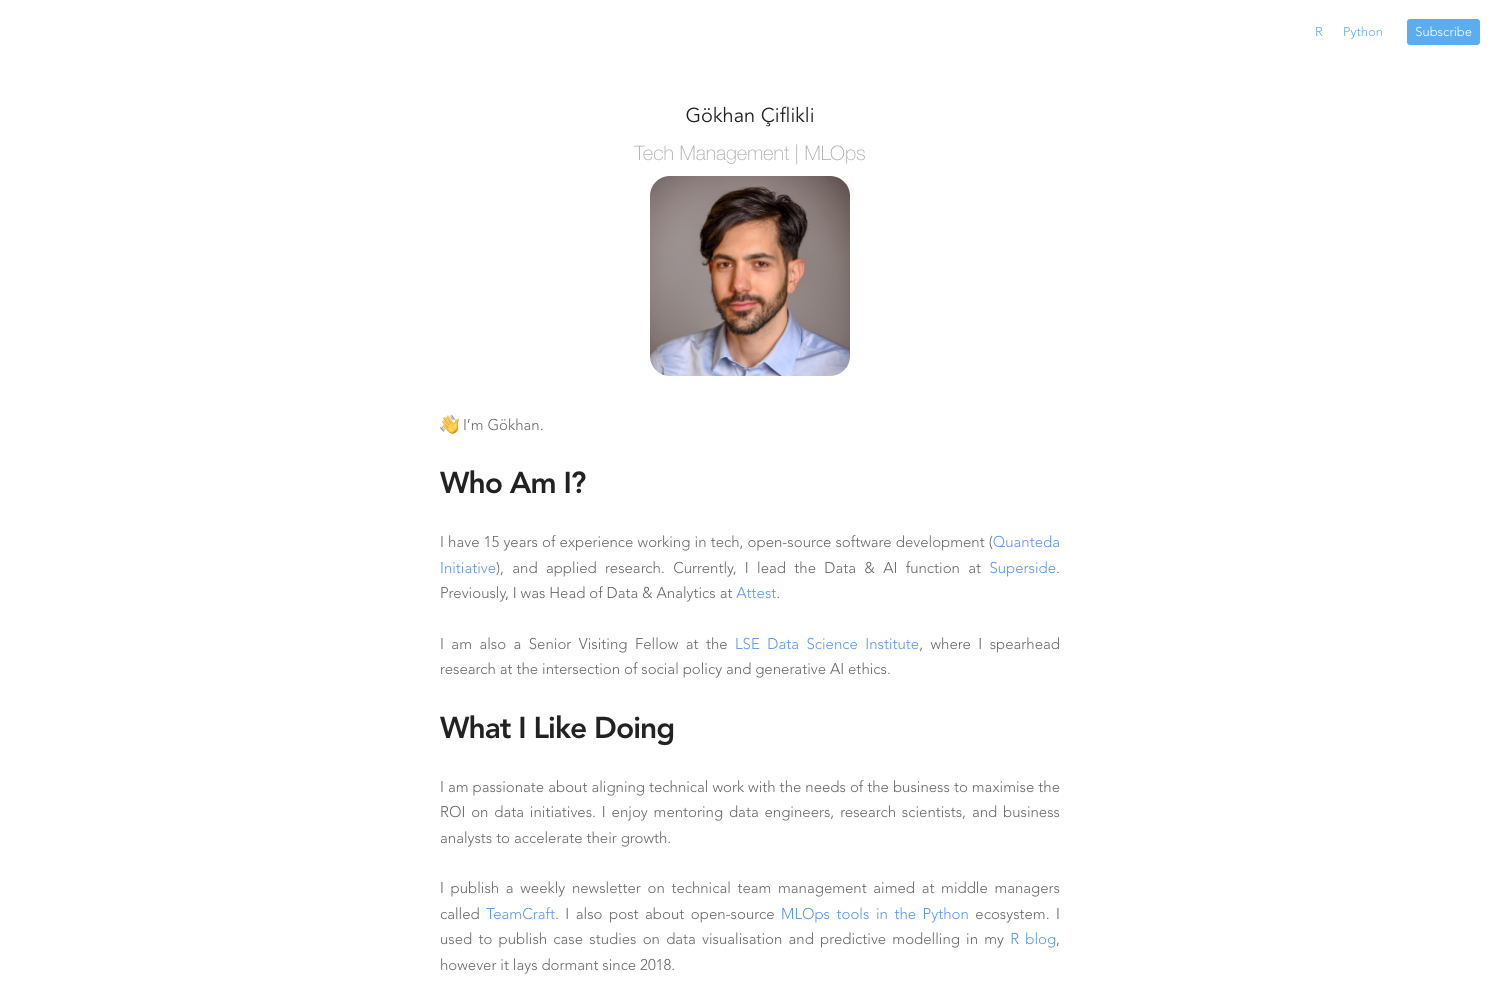 R Python Subscribe
Gökhan Çiflikli
Tech Management | MLOps
👋 I’m Gökhan.
Who Am I?
I have 15 years of experience working in tech, open-source software development (Quanteda
Initiative), and applied research. Currently, I lead the Data & AI function at Superside.
Previously, I was Head of Data & Analytics at Attest.
I am also a Senior Visiting Fellow at the LSE Data Science Institute, where I spearhead
research at the intersection of social policy and generative AI ethics.
What I Like Doing
I am passionate about aligning technical work with the needs of the business to maximise the
ROI on data initiatives. I enjoy mentoring data engineers, research scientists, and business
analysts to accelerate their growth.
I publish a weekly newsletter on technical team management aimed at middle managers
called TeamCraft. I also post about open-source MLOps tools in the Python ecosystem. I
used to publish case studies on data visualisation and predictive modelling in my R blog,
however it lays dormant since 2018.